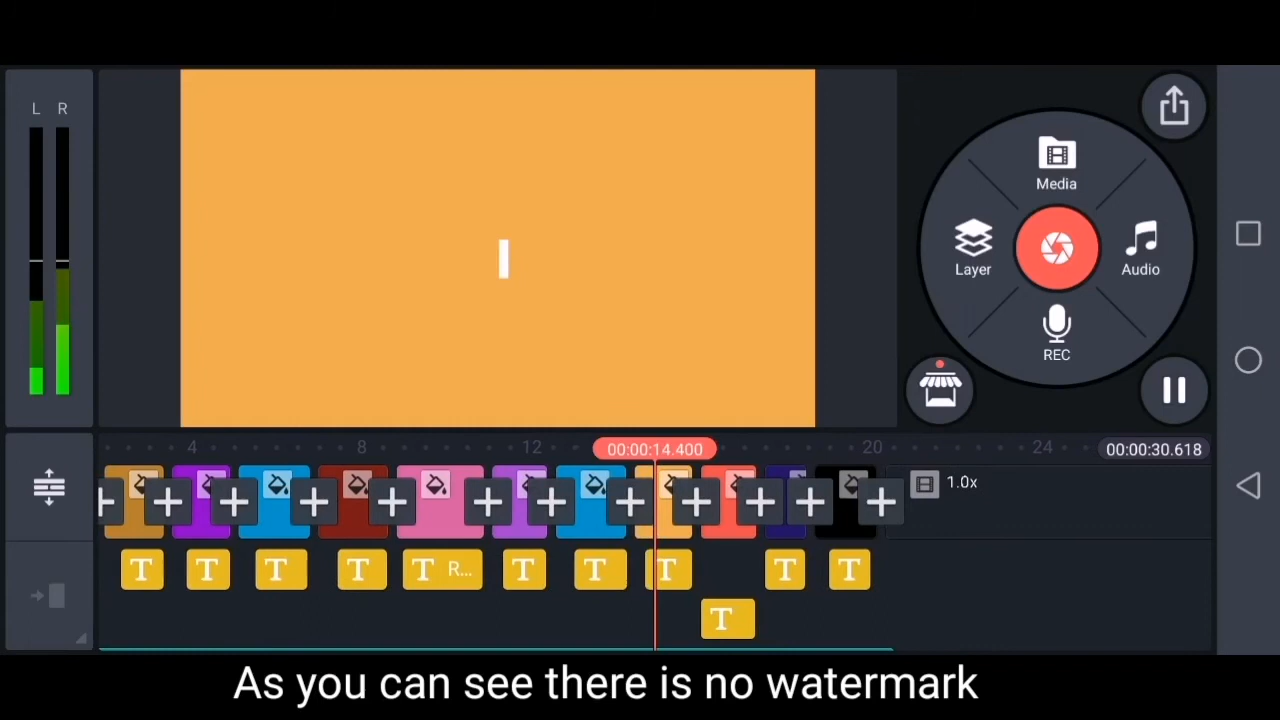 L R
Media
Layer
Audio
REC
4 8 12 00:00:14.400 20 24 00:00:30.618
1.0x
T T T T T R... T T T T T
T
As you can see there is no watermark